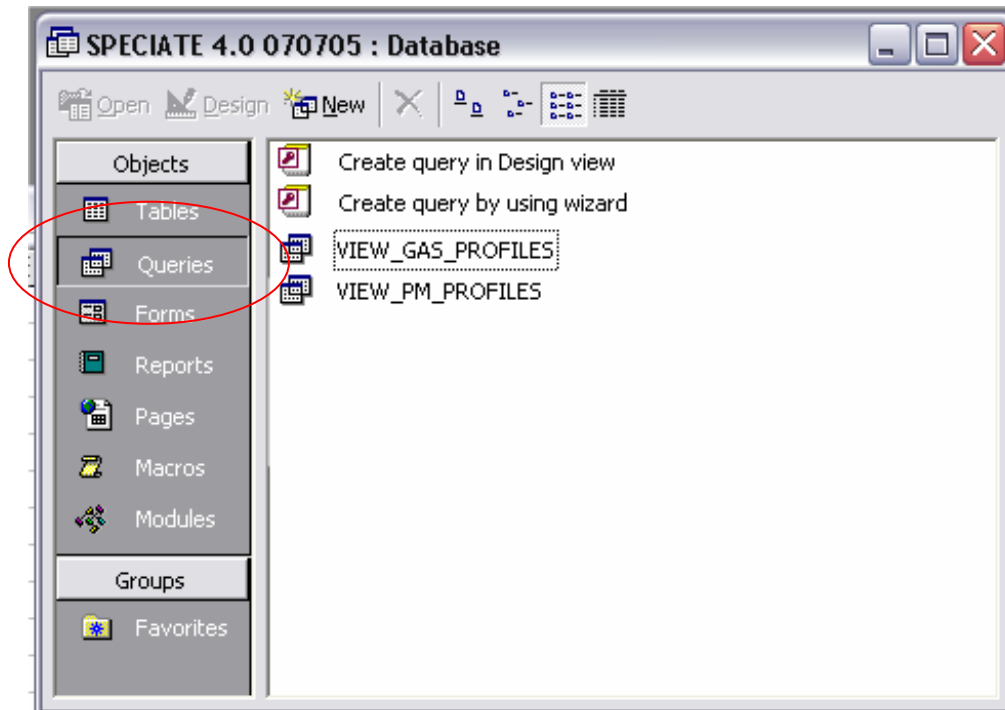 SPECIATE 4.0 070705 : Database
Open Design New
Objects
Tables
Queries
Forms
Reports
Pages
Macros
Modules
Groups
Favorites
Create query in Design view
Create query by using wizard
VIEW_GAS_PROFILES
VIEW_PM_PROFILES